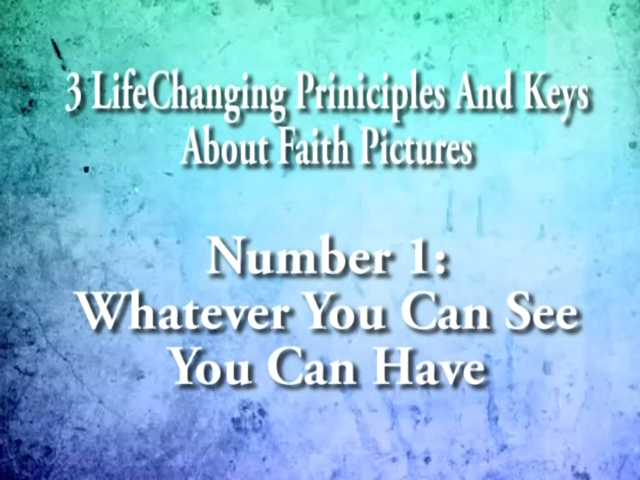 3 LifeChanging Priniciples And Keys
About Faith Pictures
Number 1:
Whatever You Can See
You Can Have